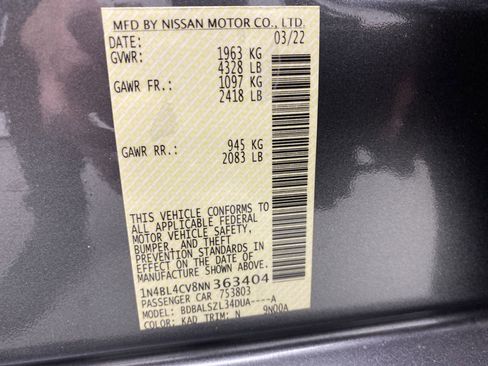 MFD BY NISSAN MOTOR CO., LTD.
DATE: 03/22
GVWR: 1963 KG
4328 LB
GAWR FR.: 1097 KG
2418 LB
GAWR RR.: 945 KG
2083 LB
THIS VEHICLE CONFORMS TO
ALL APPLICABLE FEDERAL
MOTOR VEHICLE SAFETY,
BUMPER, AND THEFT
PREVENTION STANDARDS IN
EFFECT ON THE DATE OF
MANUFACTURE SHOWN ABOVE.
1N4BL4CV8NN 363404
PASSENGER CAR 753803
MODEL: BDBALSZL34DUA----A
COLOR: KAD TRIM: N 9N00A